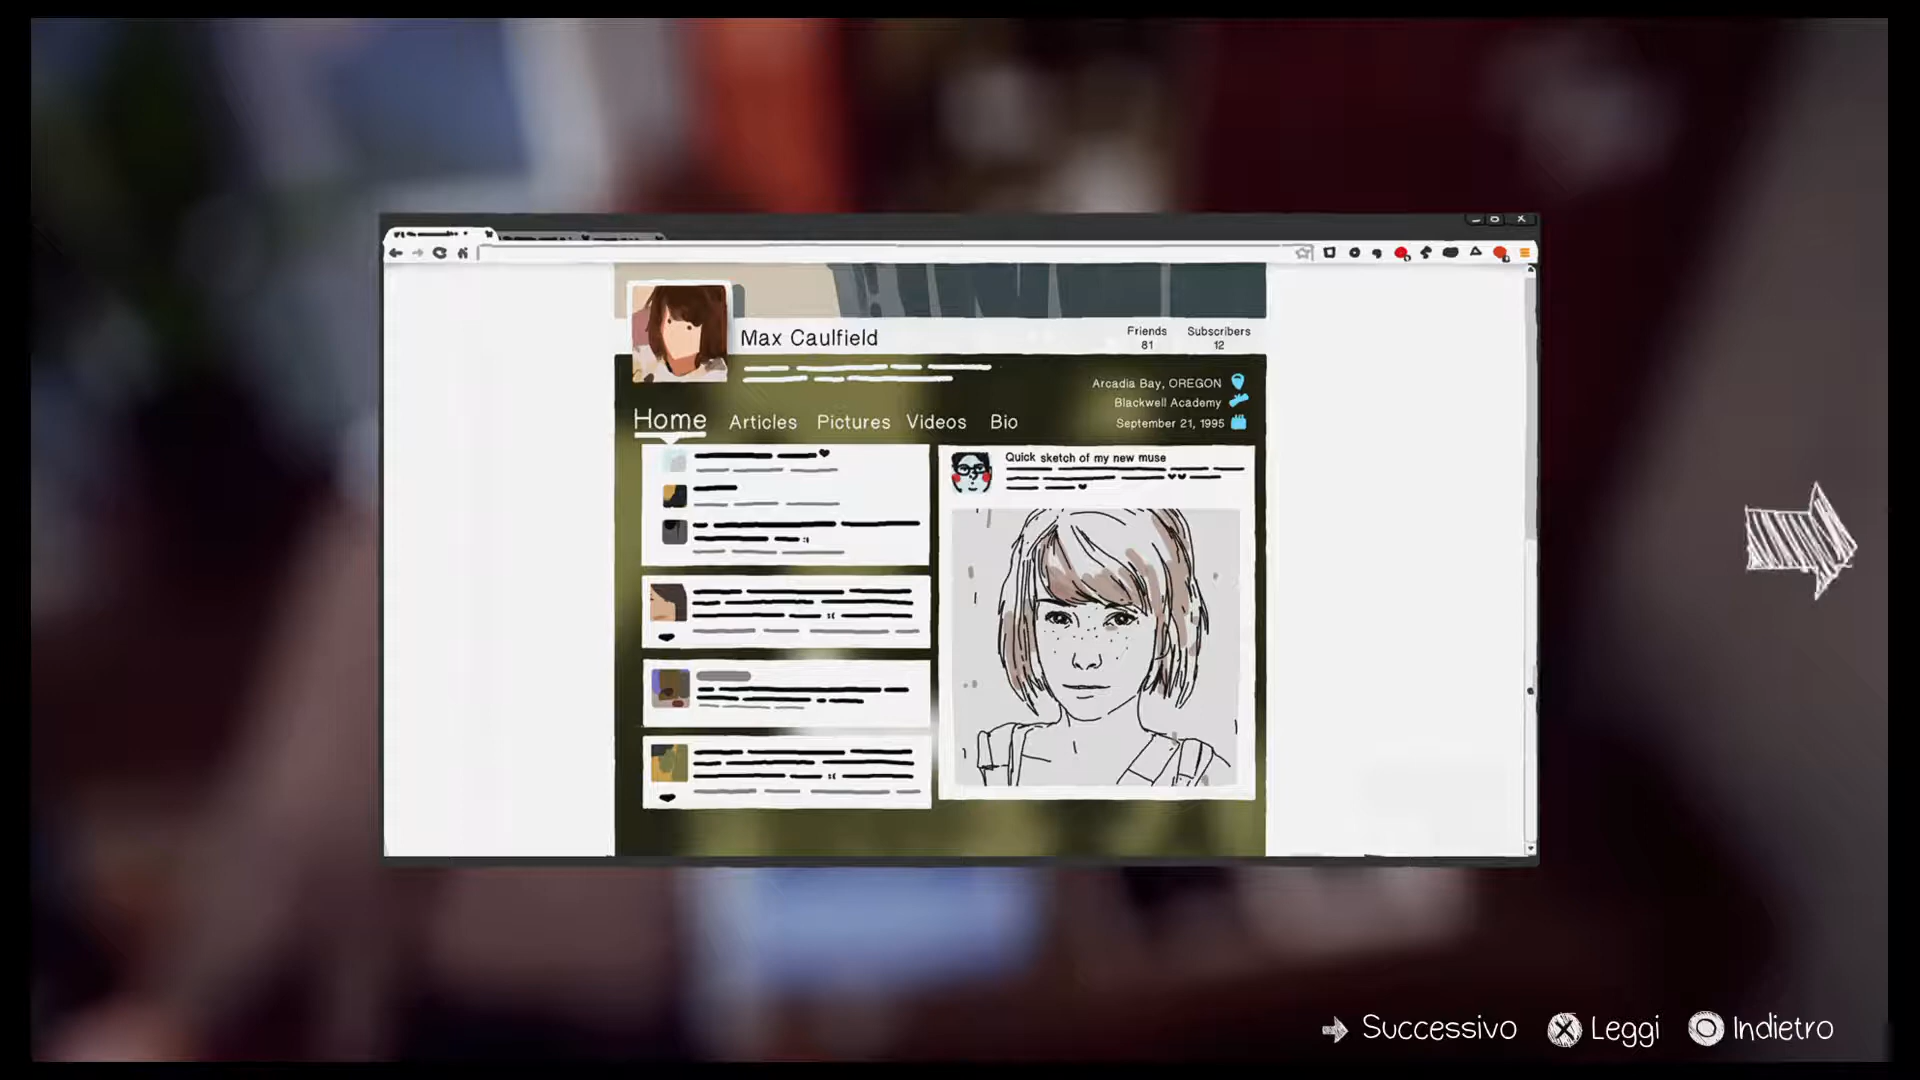 Max Caulfield
Friends
81
Subscribers
12
Arcadia Bay, OREGON
Blackwell Academy
September 21, 1995
Home Articles Pictures Videos Bio
Quick sketch of my new muse
Successivo Leggi Indietro